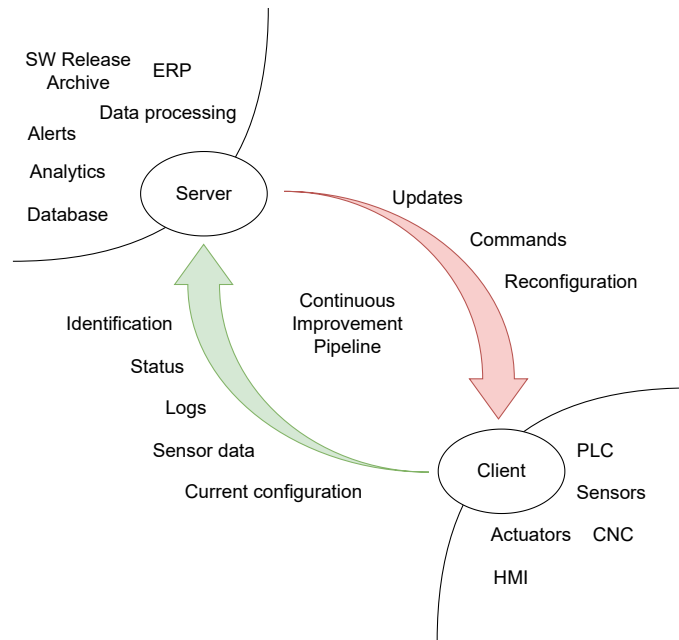 SW Release
Archive
ERP
Data processing
Alerts
Analytics
Database
Server
Updates
Commands
Reconfiguration
Continuous
Improvement
Pipeline
Identification
Status
Logs
Sensor data
Current configuration
Client
PLC
Sensors
Actuators
CNC
HMI